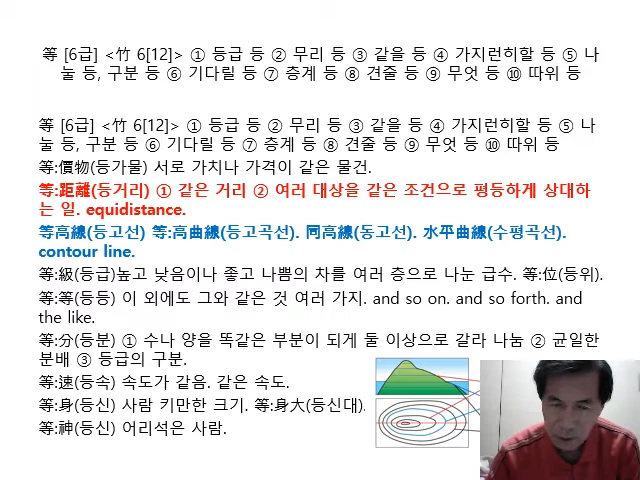 等 [6급] <竹 6[12]> ① 등급 등 ② 무리 등 ③ 같을 등 ④ 가지런히할 등 ⑤ 나
눌 등, 구분 등 ⑥ 기다릴 등 ⑦ 층계 등 ⑧ 견줄 등 ⑨ 무엇 등 ⑩ 따위 등
等 [6급] <竹 6[12]> ① 등급 등 ② 무리 등 ③ 같을 등 ④ 가지런히할 등 ⑤ 나
눌 등, 구분 등 ⑥ 기다릴 등 ⑦ 층계 등 ⑧ 견줄 등 ⑨ 무엇 등 ⑩ 따위 등
等:價物(등가물) 서로 가치나 가격이 같은 물건.
等:距離(등거리) ① 같은 거리 ② 여러 대상을 같은 조건으로 평등하게 상대하
는 일. equidistance.
等高線(등고선) 等:高曲線(등고곡선). 同高線(동고선). 水平曲線(수평곡선).
contour line.
等:級(등급)높고 낮음이나 좋고 나쁨의 차를 여러 층으로 나눈 급수. 等:位(등위).
等:等(등등) 이 외에도 그와 같은 것 여러 가지. and so on. and so forth. and
the like.
等:分(등분) ① 수나 양을 똑같은 부분이 되게 둘 이상으로 갈라 나눔 ② 균일한
분배 ③ 등급의 구분.
等:速(등속) 속도가 같음. 같은 속도.
等:身(등신) 사람 키만한 크기. 等:身大(등신대).
等:神(등신) 어리석은 사람.